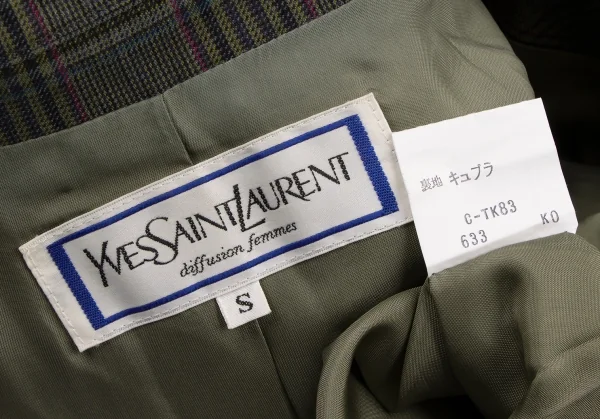 YVESSAINTLAURENT
diffusion femmes
S
裏地 キュプラ
C-TK83
633 KO